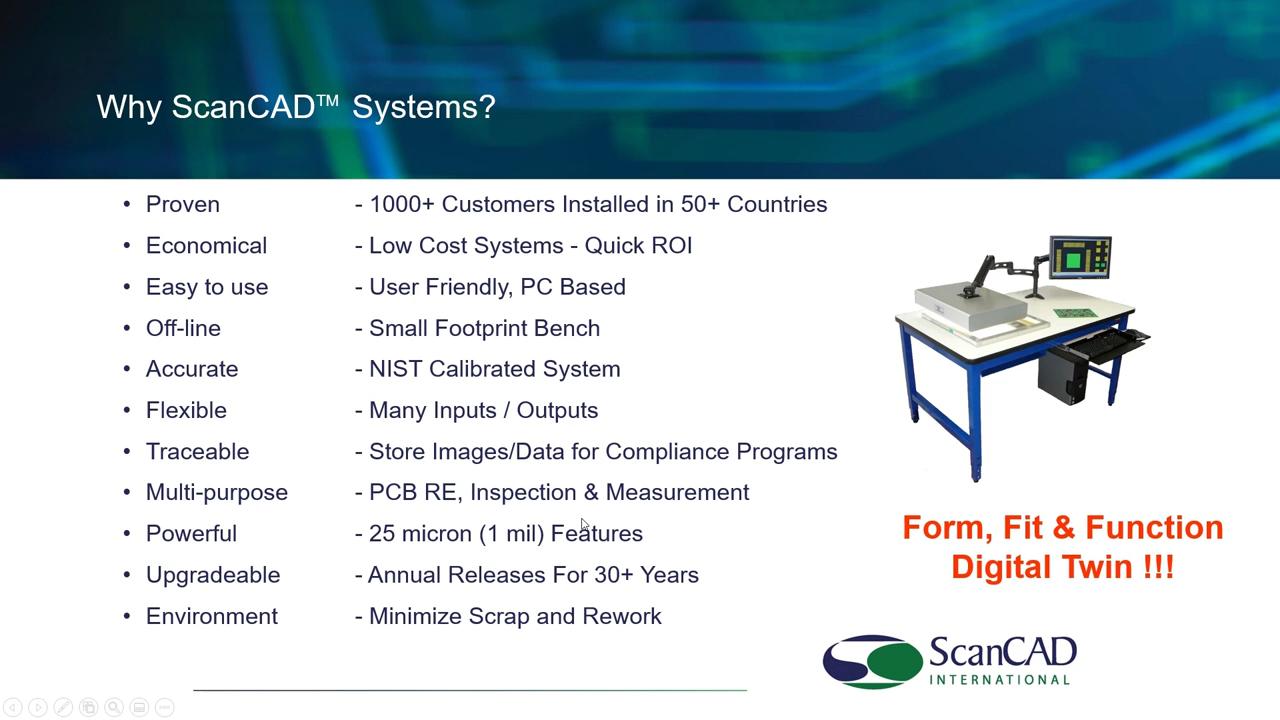 Why ScanCAD™ Systems?
• Proven - 1000+ Customers Installed in 50+ Countries
• Economical - Low Cost Systems - Quick ROI
• Easy to use - User Friendly, PC Based
• Off-line - Small Footprint Bench
• Accurate - NIST Calibrated System
• Flexible - Many Inputs / Outputs
• Traceable - Store Images/Data for Compliance Programs
• Multi-purpose - PCB RE, Inspection & Measurement
• Powerful - 25 micron (1 mil) Features
• Upgradeable - Annual Releases For 30+ Years
• Environment - Minimize Scrap and Rework
Form, Fit & Function
Digital Twin !!!
ScanCAD
INTERNATIONAL